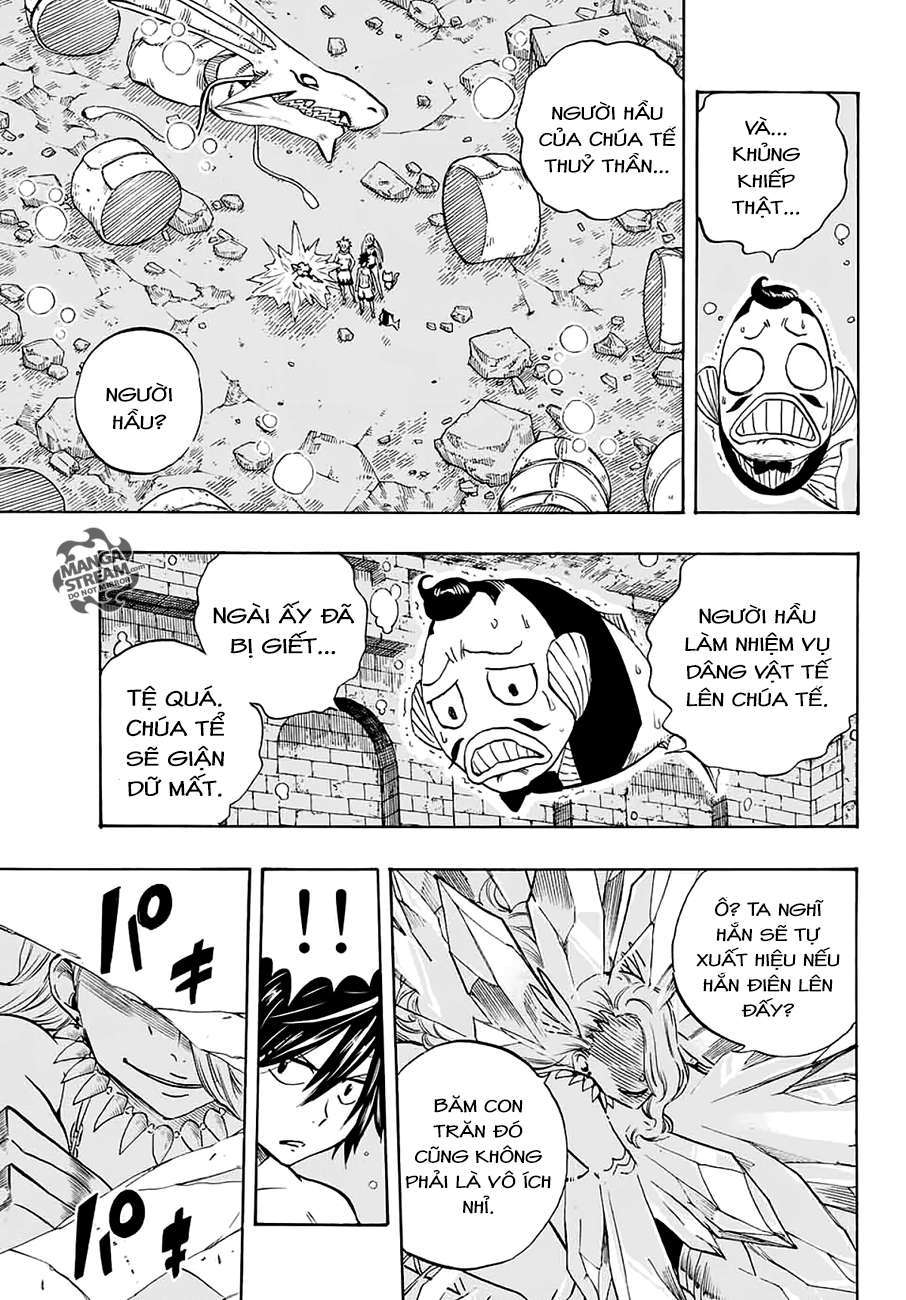 VÀ...
KHỦNG
KHIẾP
THẬT...
NGƯỜI HẦU
CỦA CHÚA TẾ
THUỶ THẦN...
NGƯỜI
HẦU?
NGƯỜI HẦU
LÀM NHIỆM VỤ
DÂNG VẬT TẾ
LÊN CHÚA TẾ.
NGÀI ẤY ĐÃ
BỊ GIẾT...
TỆ QUÁ.
CHÚA TỂ
SẼ GIẬN
DỮ MẤT.
MANGA
STREAM.COM
DO NOT MIRROR
Ô? TA NGHĨ
HẮN SẼ TỰ
XUẤT HIỆU NẾU
HẮN ĐIÊN LÊN
ĐẤY?
BĂM CON
TRĂN ĐÓ
CŨNG KHÔNG
PHẢI LÀ VÔ ÍCH
NHỈ.
!!
パキ
パキ